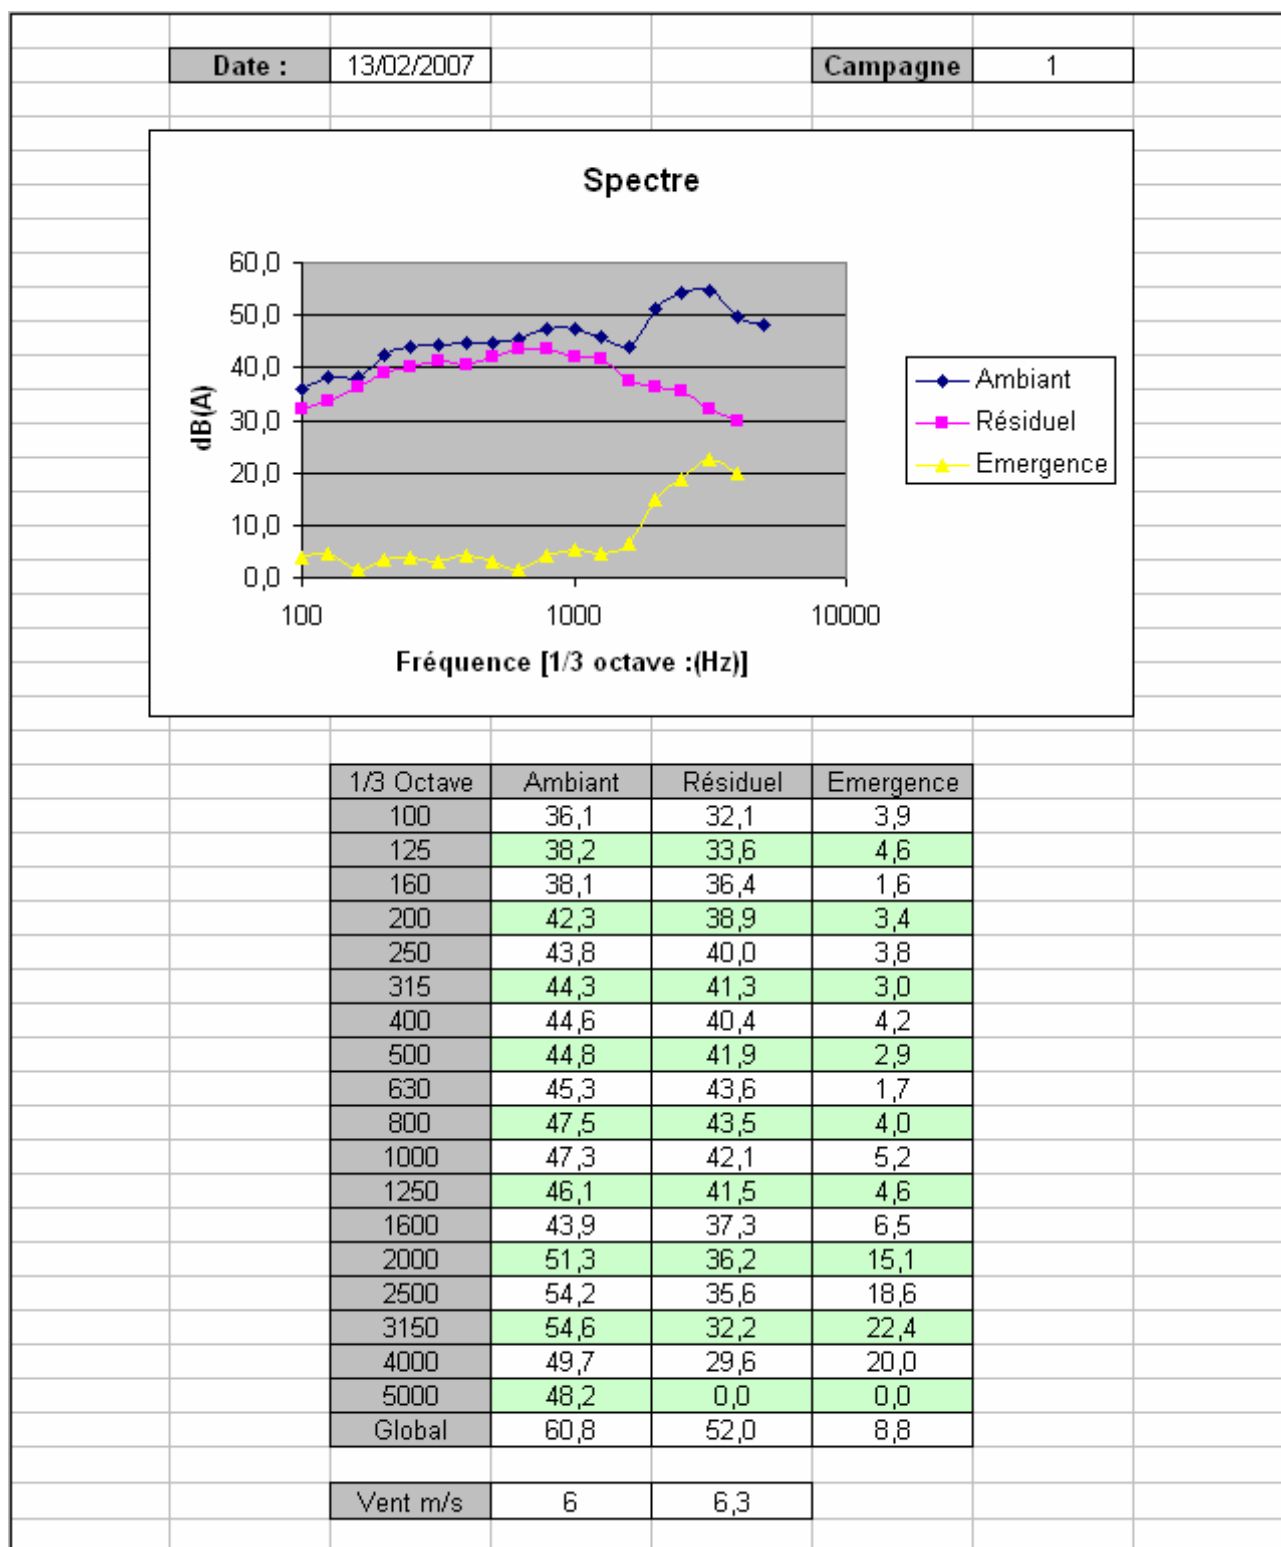 Date : 13/02/2007 Campagne 1
Spectre
60,0
50,0
40,0
30,0
20,0
10,0
0,0
dB(A)
100 1000 10000
Fréquence [1/3 octave :(Hz)]
Ambiant
Résiduel
Emergence
1/3 Octave Ambiant Résiduel Emergence
100 36,1 32,1 3,9
125 38,2 33,6 4,6
160 38,1 36,4 1,6
200 42,3 38,9 3,4
250 43,8 40,0 3,8
315 44,3 41,3 3,0
400 44,6 40,4 4,2
500 44,8 41,9 2,9
630 45,3 43,6 1,7
800 47,5 43,5 4,0
1000 47,3 42,1 5,2
1250 46,1 41,5 4,6
1600 43,9 37,3 6,5
2000 51,3 36,2 15,1
2500 54,2 35,6 18,6
3150 54,6 32,2 22,4
4000 49,7 29,6 20,0
5000 48,2 0,0 0,0
Global 60,8 52,0 8,8
Vent m/s 6 6,3